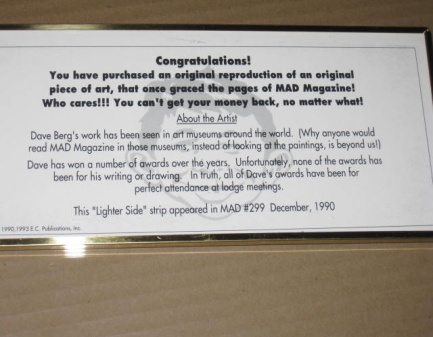 Congratulations!
You have purchased an original reproduction of an original
piece of art, that once graced the pages of MAD Magazine!
Who cares!!! You can't get your money back, no matter what!
About the Artist
Dave Berg's work has been seen in art museums around the world. (Why anyone would
read MAD Magazine in those museums, instead of looking at the paintings, is beyond us!)
Dave has won a number of awards over the years. Unfortunately, none of the awards has
been for his writing or drawing. In truth, all of Dave's awards have been for
perfect attendance at lodge meetings.
This "Lighter Side" strip appeared in MAD #299 December, 1990
1990,1993 E.C. Publications, Inc.